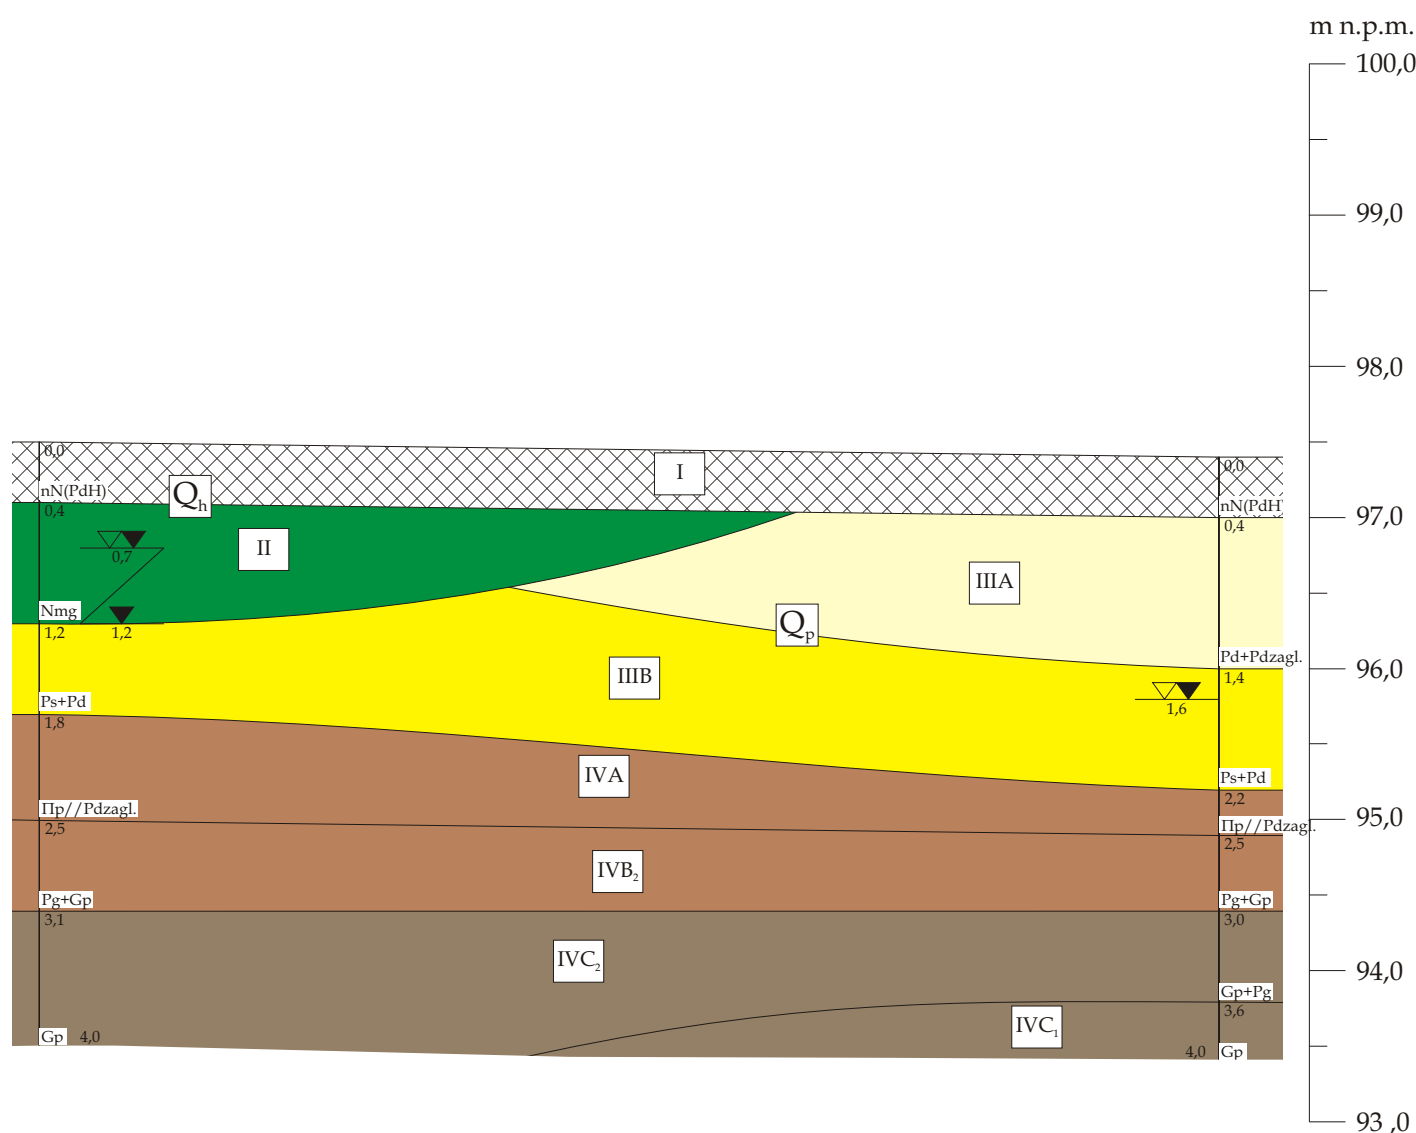 m n.p.m.
100,0
99,0
98,0
0,0
I
0,0
nN(PdH)
Qh
nN(PdH)
0,4
97,0
0,4
0,7
II
IIIA
Nmg
1,2
1,2
Qp
Pd+Pdzagl.
96,0
1,4
IIIB
1,6
Ps+Pd
1,8
IVA
Ps+Pd
2,2
Πp//Pdzagl.
95,0
2,5
Πp//Pdzagl.
2,5
IVB2
Pg+Gp
3,1
Pg+Gp
3,0
IVC2
94,0
Gp+Pg
3,6
IVC1
Gp
4,0
4,0
Gp
93 ,0